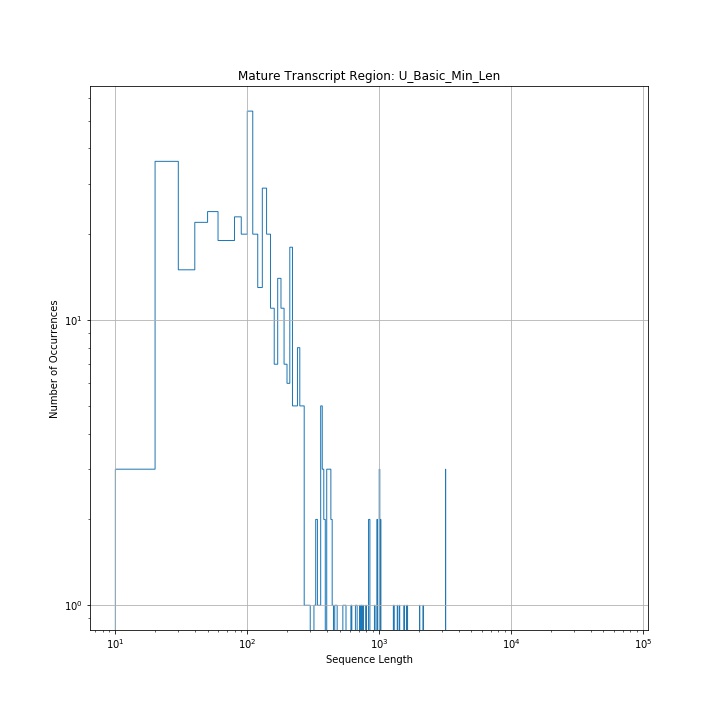 Mature Transcript Region: U_Basic_Min_Len
Number of Occurrences
10¹
10⁰
10¹ 10² 10³ 10⁴ 10⁵
Sequence Length